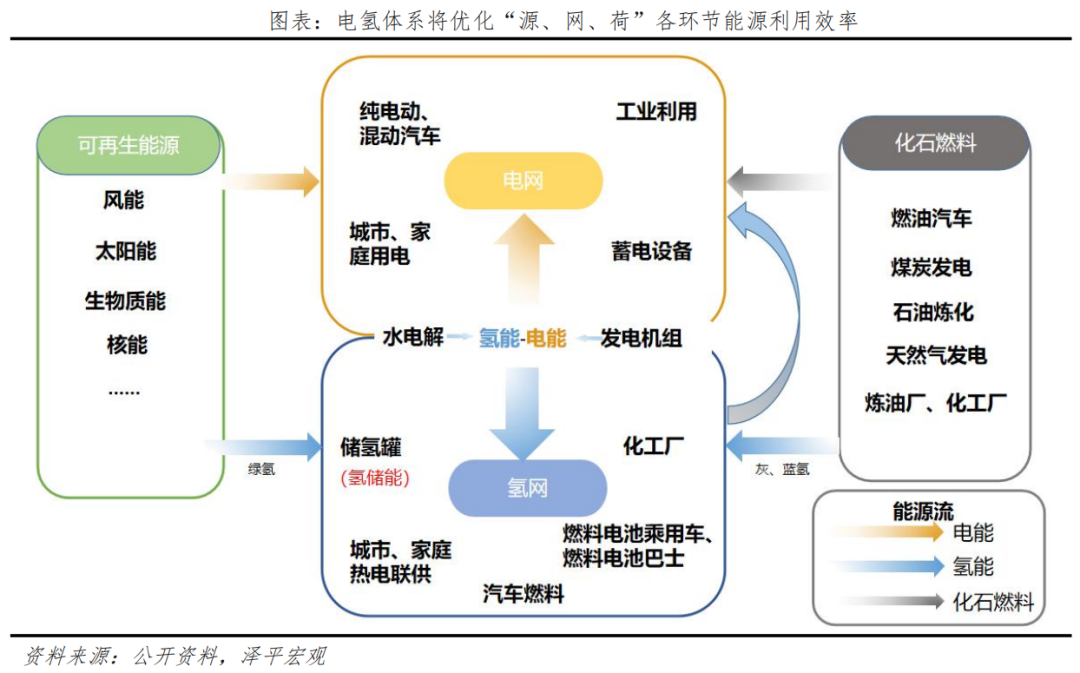 图表：电氢体系将优化“源、网、荷”各环节能源利用效率
可再生能源
风能
太阳能
生物质能
核能
......
绿氢
纯电动、
混动汽车
工业利用
电网
城市、家
庭用电
蓄电设备
水电解
氢能-电能
发电机组
储氢罐
(氢储能)
化工厂
氢网
城市、家庭
热电联供
燃料电池乘用车、
燃料电池巴士
汽车燃料
化石燃料
燃油汽车
煤炭发电
石油炼化
天然气发电
炼油厂、化工厂
灰、蓝氢
能源流
电能
氢能
化石燃料
资料来源：公开资料，泽平宏观